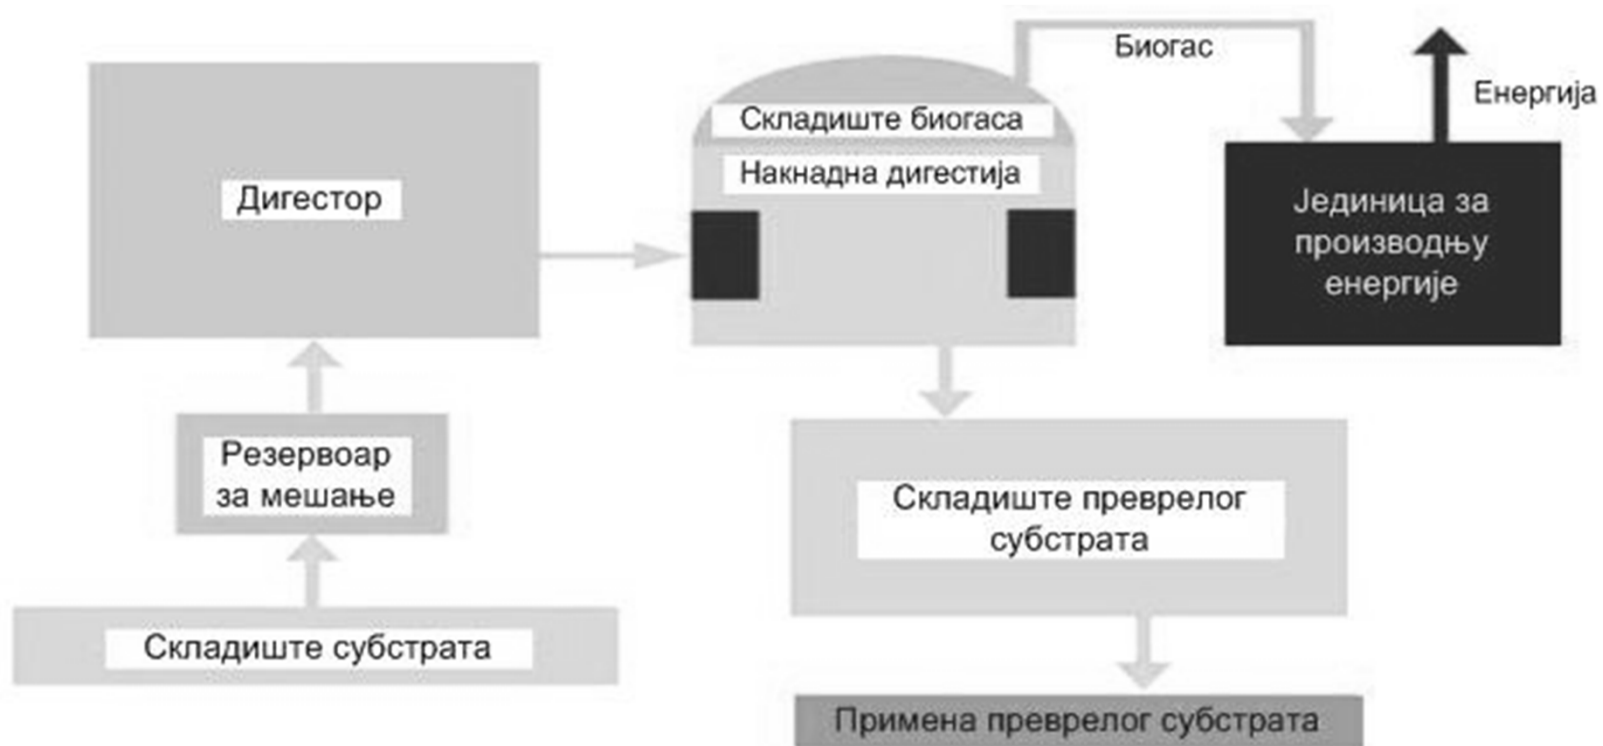 Биогас
Енергија
Складиште биогаса
Накнадна дигестија
Дигестор
Јединица за
производњу
енергије
Резервоар
за мешање
Складиште преврелог
субстрата
Складиште субстрата
Примена преврелог субстрата